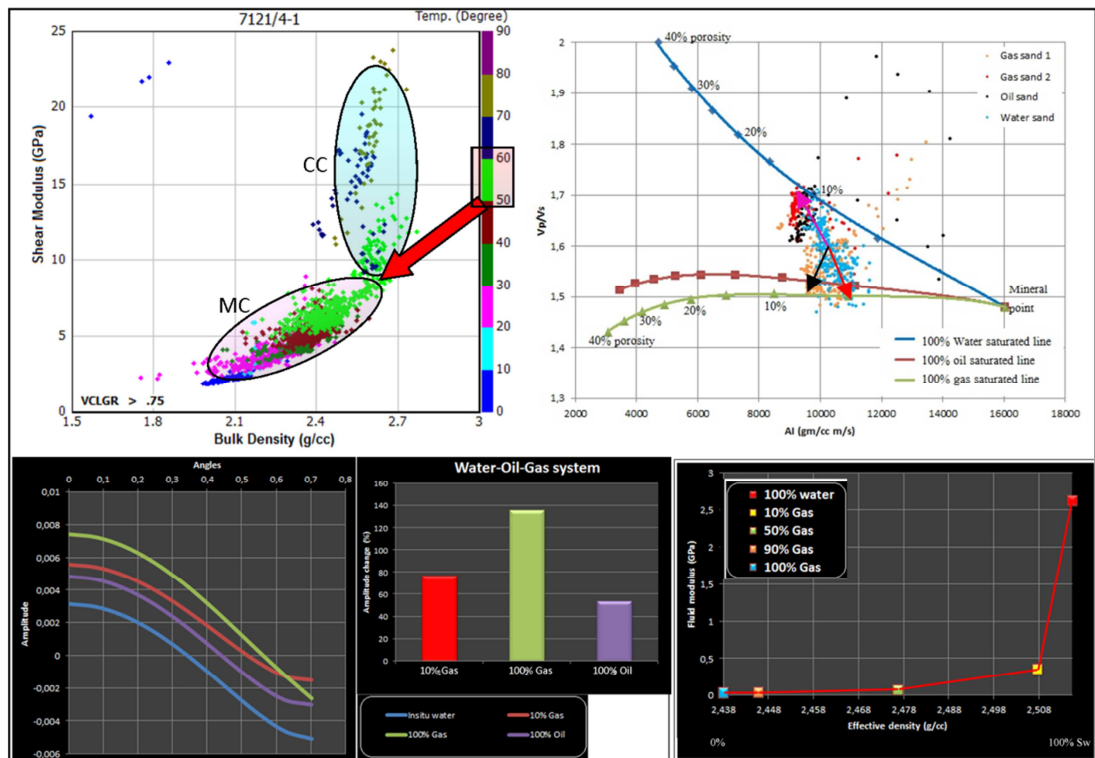 7121/4-1
Temp. (Degree)
25
20
15
10
5
0
Shear Modulus (GPa)
CC
MC
VCLGR > .75
1.5
1.8
2.1
2.4
2.7
3
Bulk Density (g/cc)
90
80
70
60
50
40
30
20
10
0
2
1,9
1,8
1,7
1,6
1,5
1,4
1,3
Vp/Vs
40% porosity
30%
20%
10%
Gas sand 1
Gas sand 2
Oil sand
Water sand
Mineral
point
10%
20%
30%
40% porosity
100% Water saturated line
100% oil saturated line
100% gas saturated line
2000
4000
6000
8000
10000
12000
14000
16000
18000
AI (gm/cc m/s)
Angles
0
0,1
0,2
0,3
0,4
0,5
0,6
0,7
0,8
0,01
0,008
0,006
0,004
0,002
0
-0,002
-0,004
-0,006
Amplitude
Water-Oil-Gas system
160
140
120
100
80
60
40
20
0
Amplitude change (%)
10% Gas
100% Gas
100% Oil
Insitu water
10% Gas
100% Gas
100% Oil
3
2,5
2
1,5
1
0,5
0
Fluid modulus (GPa)
100% water
10% Gas
50% Gas
90% Gas
100% Gas
2,438
2,448
2,458
2,468
2,478
2,488
2,498
2,508
Effective density (g/cc)
0%
100% Sw